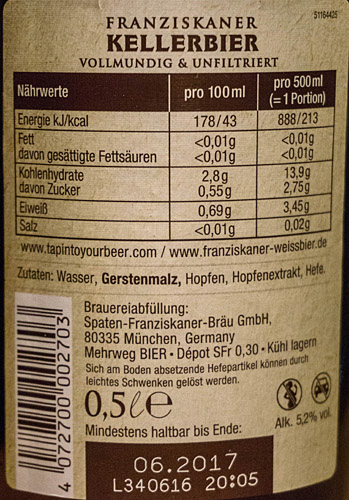 51164425
FRANZISKANER
KELLERBIER
VOLLMUNDIG & UNFILTRIERT
Nährwerte pro 100 ml pro 500 ml (= 1 Portion)
Energie kJ/kcal 178/43 888/213
Fett <0,01g <0,01g
davon gesättigte Fettsäuren <0,01g <0,01g
Kohlenhydrate 2,8g 13,9g
davon Zucker 0,55g 2,75g
Eiweiß 0,69g 3,45g
Salz <0,01g 0,02g
www.tapintoyourbeer.com / www.franziskaner-weissbier.de
Zutaten: Wasser, Gerstenmalz, Hopfen, Hopfenextrakt, Hefe.
Brauereiabfüllung:
Spaten-Franziskaner-Bräu GmbH,
80335 München, Germany
Mehrweg BIER • Dépot SFr 0,30 • Kühl lagern
Sich am Boden absetzende Hefepartikel können durch
leichtes Schwenken gelöst werden.
0,5 l e
Alk. 5,2% vol.
Mindestens haltbar bis Ende:
06.2017
L340616 20:05
4 072700 002703